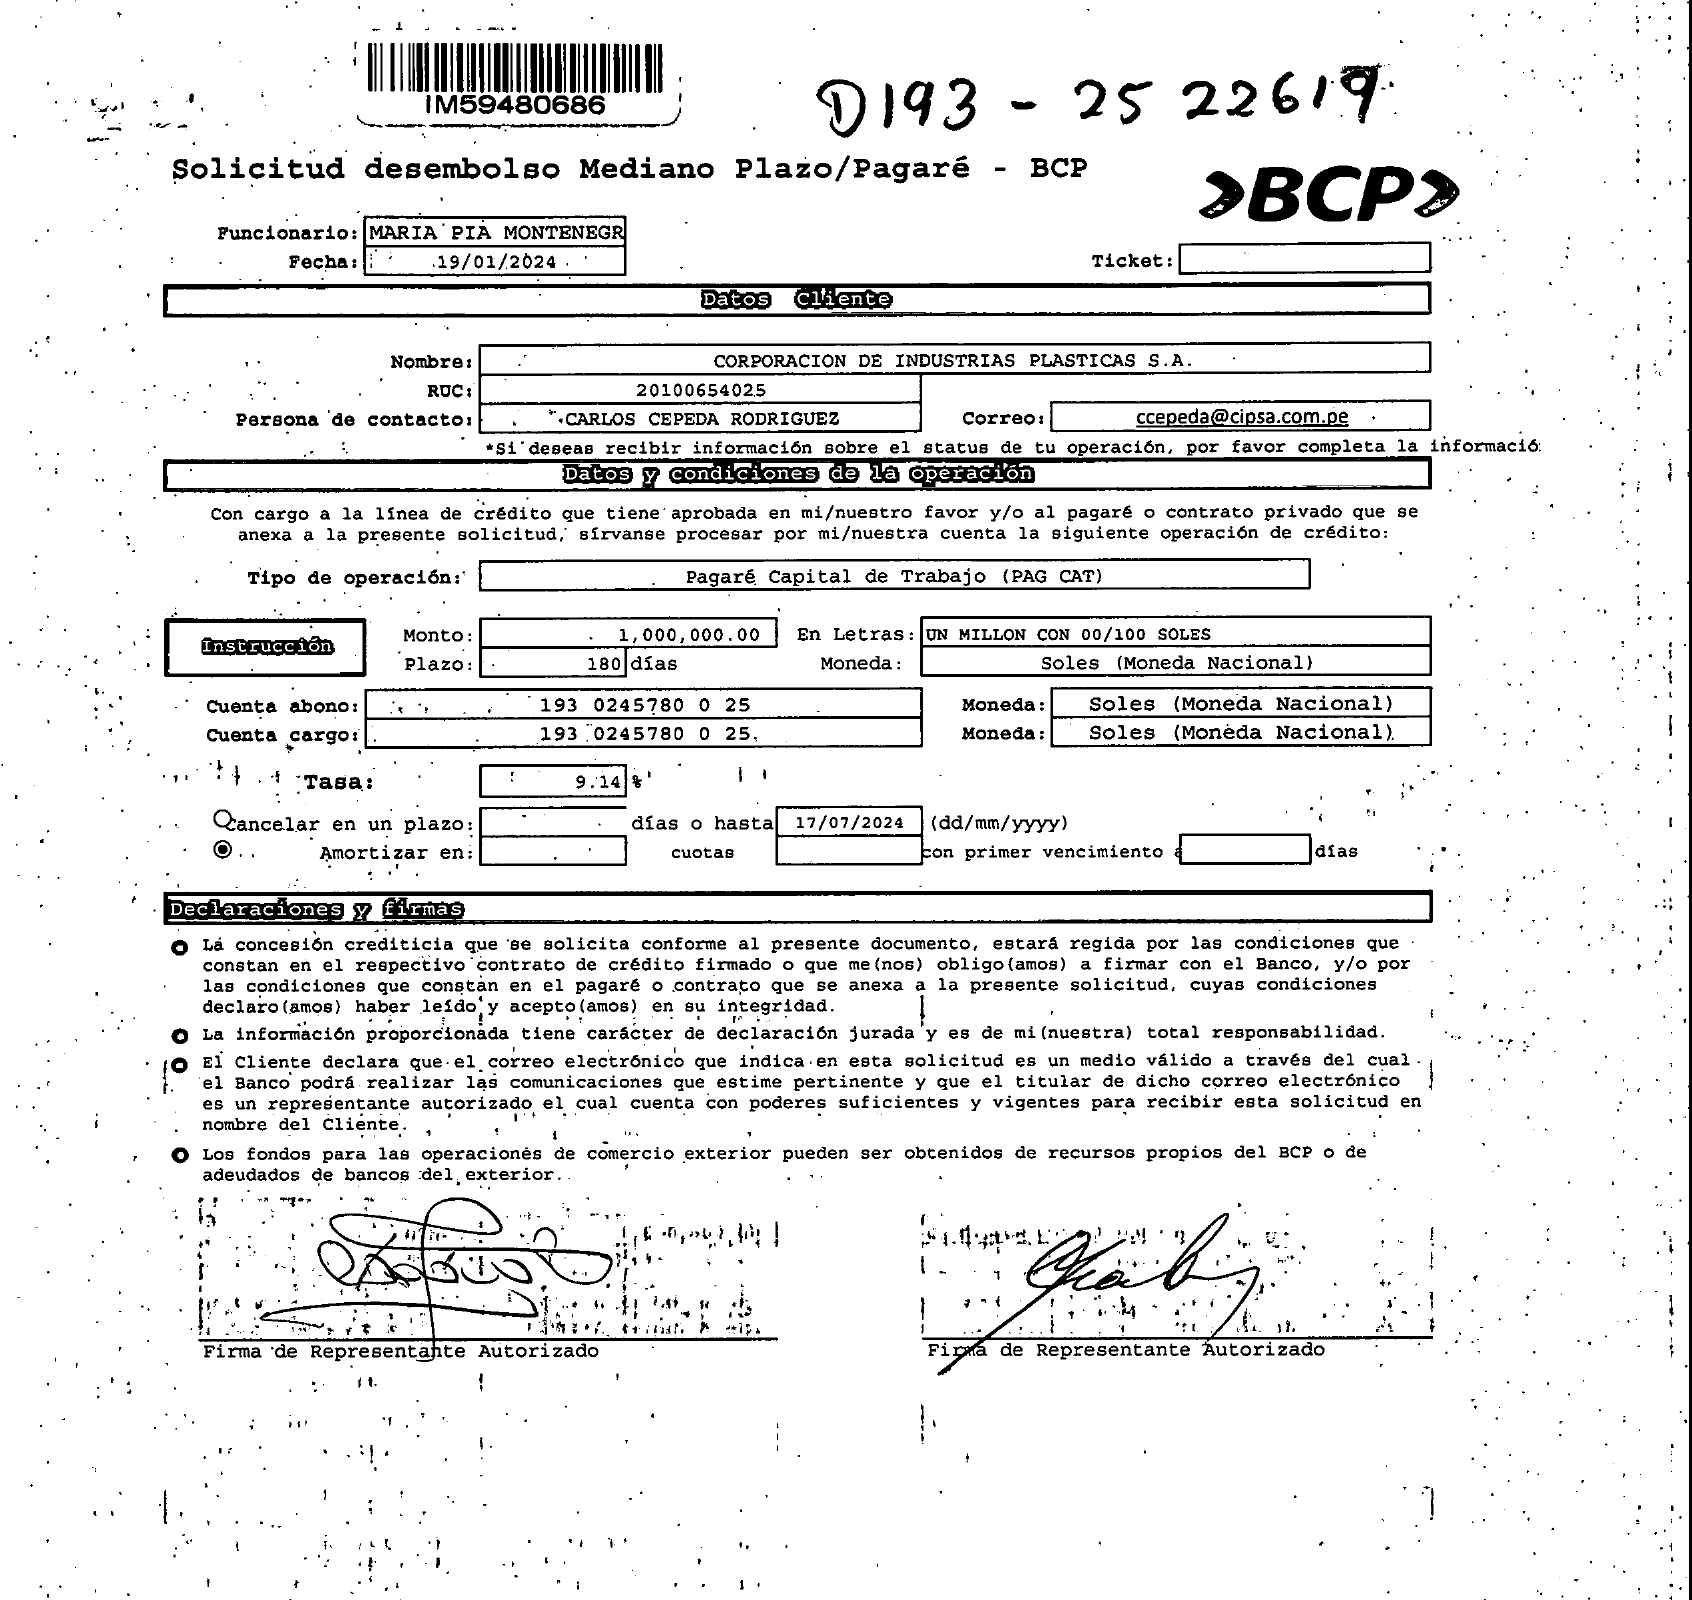 IM59480686
D193 - 25 22619
Solicitud desembolso Mediano Plazo/Pagaré - BCP
BCP
Funcionario: MARIA PIA MONTENEGR
Fecha: 19/01/2024
Ticket:
Datos Cliente
Nombre: CORPORACION DE INDUSTRIAS PLASTICAS S.A.
RUC: 20100654025
Persona de contacto: CARLOS CEPEDA RODRIGUEZ Correo: ccepeda@cipsa.com.pe
*Si deseas recibir información sobre el status de tu operación, por favor completa la informació
Datos y condiciones de la operación
Con cargo a la línea de crédito que tiene aprobada en mi/nuestro favor y/o al pagaré o contrato privado que se
anexa a la presente solicitud, sírvanse procesar por mi/nuestra cuenta la siguiente operación de crédito:
Tipo de operación: Pagaré Capital de Trabajo (PAG CAT)
Instrucción
Monto: 1,000,000.00 En Letras: UN MILLON CON 00/100 SOLES
Plazo: 180 días Moneda: Soles (Moneda Nacional)
Cuenta abono: 193 0245780 0 25 Moneda: Soles (Moneda Nacional)
Cuenta cargo: 193 0245780 0 25 Moneda: Soles (Moneda Nacional)
Tasa: 9.14 %
Cancelar en un plazo: días o hasta 17/07/2024 (dd/mm/yyyy)
Amortizar en: cuotas con primer vencimiento a días
Declaraciones y firmas
La concesión crediticia que se solicita conforme al presente documento, estará regida por las condiciones que
constan en el respectivo contrato de crédito firmado o que me(nos) obligo(amos) a firmar con el Banco, y/o por
las condiciones que constan en el pagaré o contrato que se anexa a la presente solicitud, cuyas condiciones
declaro(amos) haber leído y acepto(amos) en su integridad.
La información proporcionada tiene carácter de declaración jurada y es de mi(nuestra) total responsabilidad.
El Cliente declara que el correo electrónico que indica en esta solicitud es un medio válido a través del cual
el Banco podrá realizar las comunicaciones que estime pertinente y que el titular de dicho correo electrónico
es un representante autorizado el cual cuenta con poderes suficientes y vigentes para recibir esta solicitud en
nombre del Cliente.
Los fondos para las operaciones de comercio exterior pueden ser obtenidos de recursos propios del BCP o de
adeudados de bancos del exterior.
Firma de Representante Autorizado
Firma de Representante Autorizado